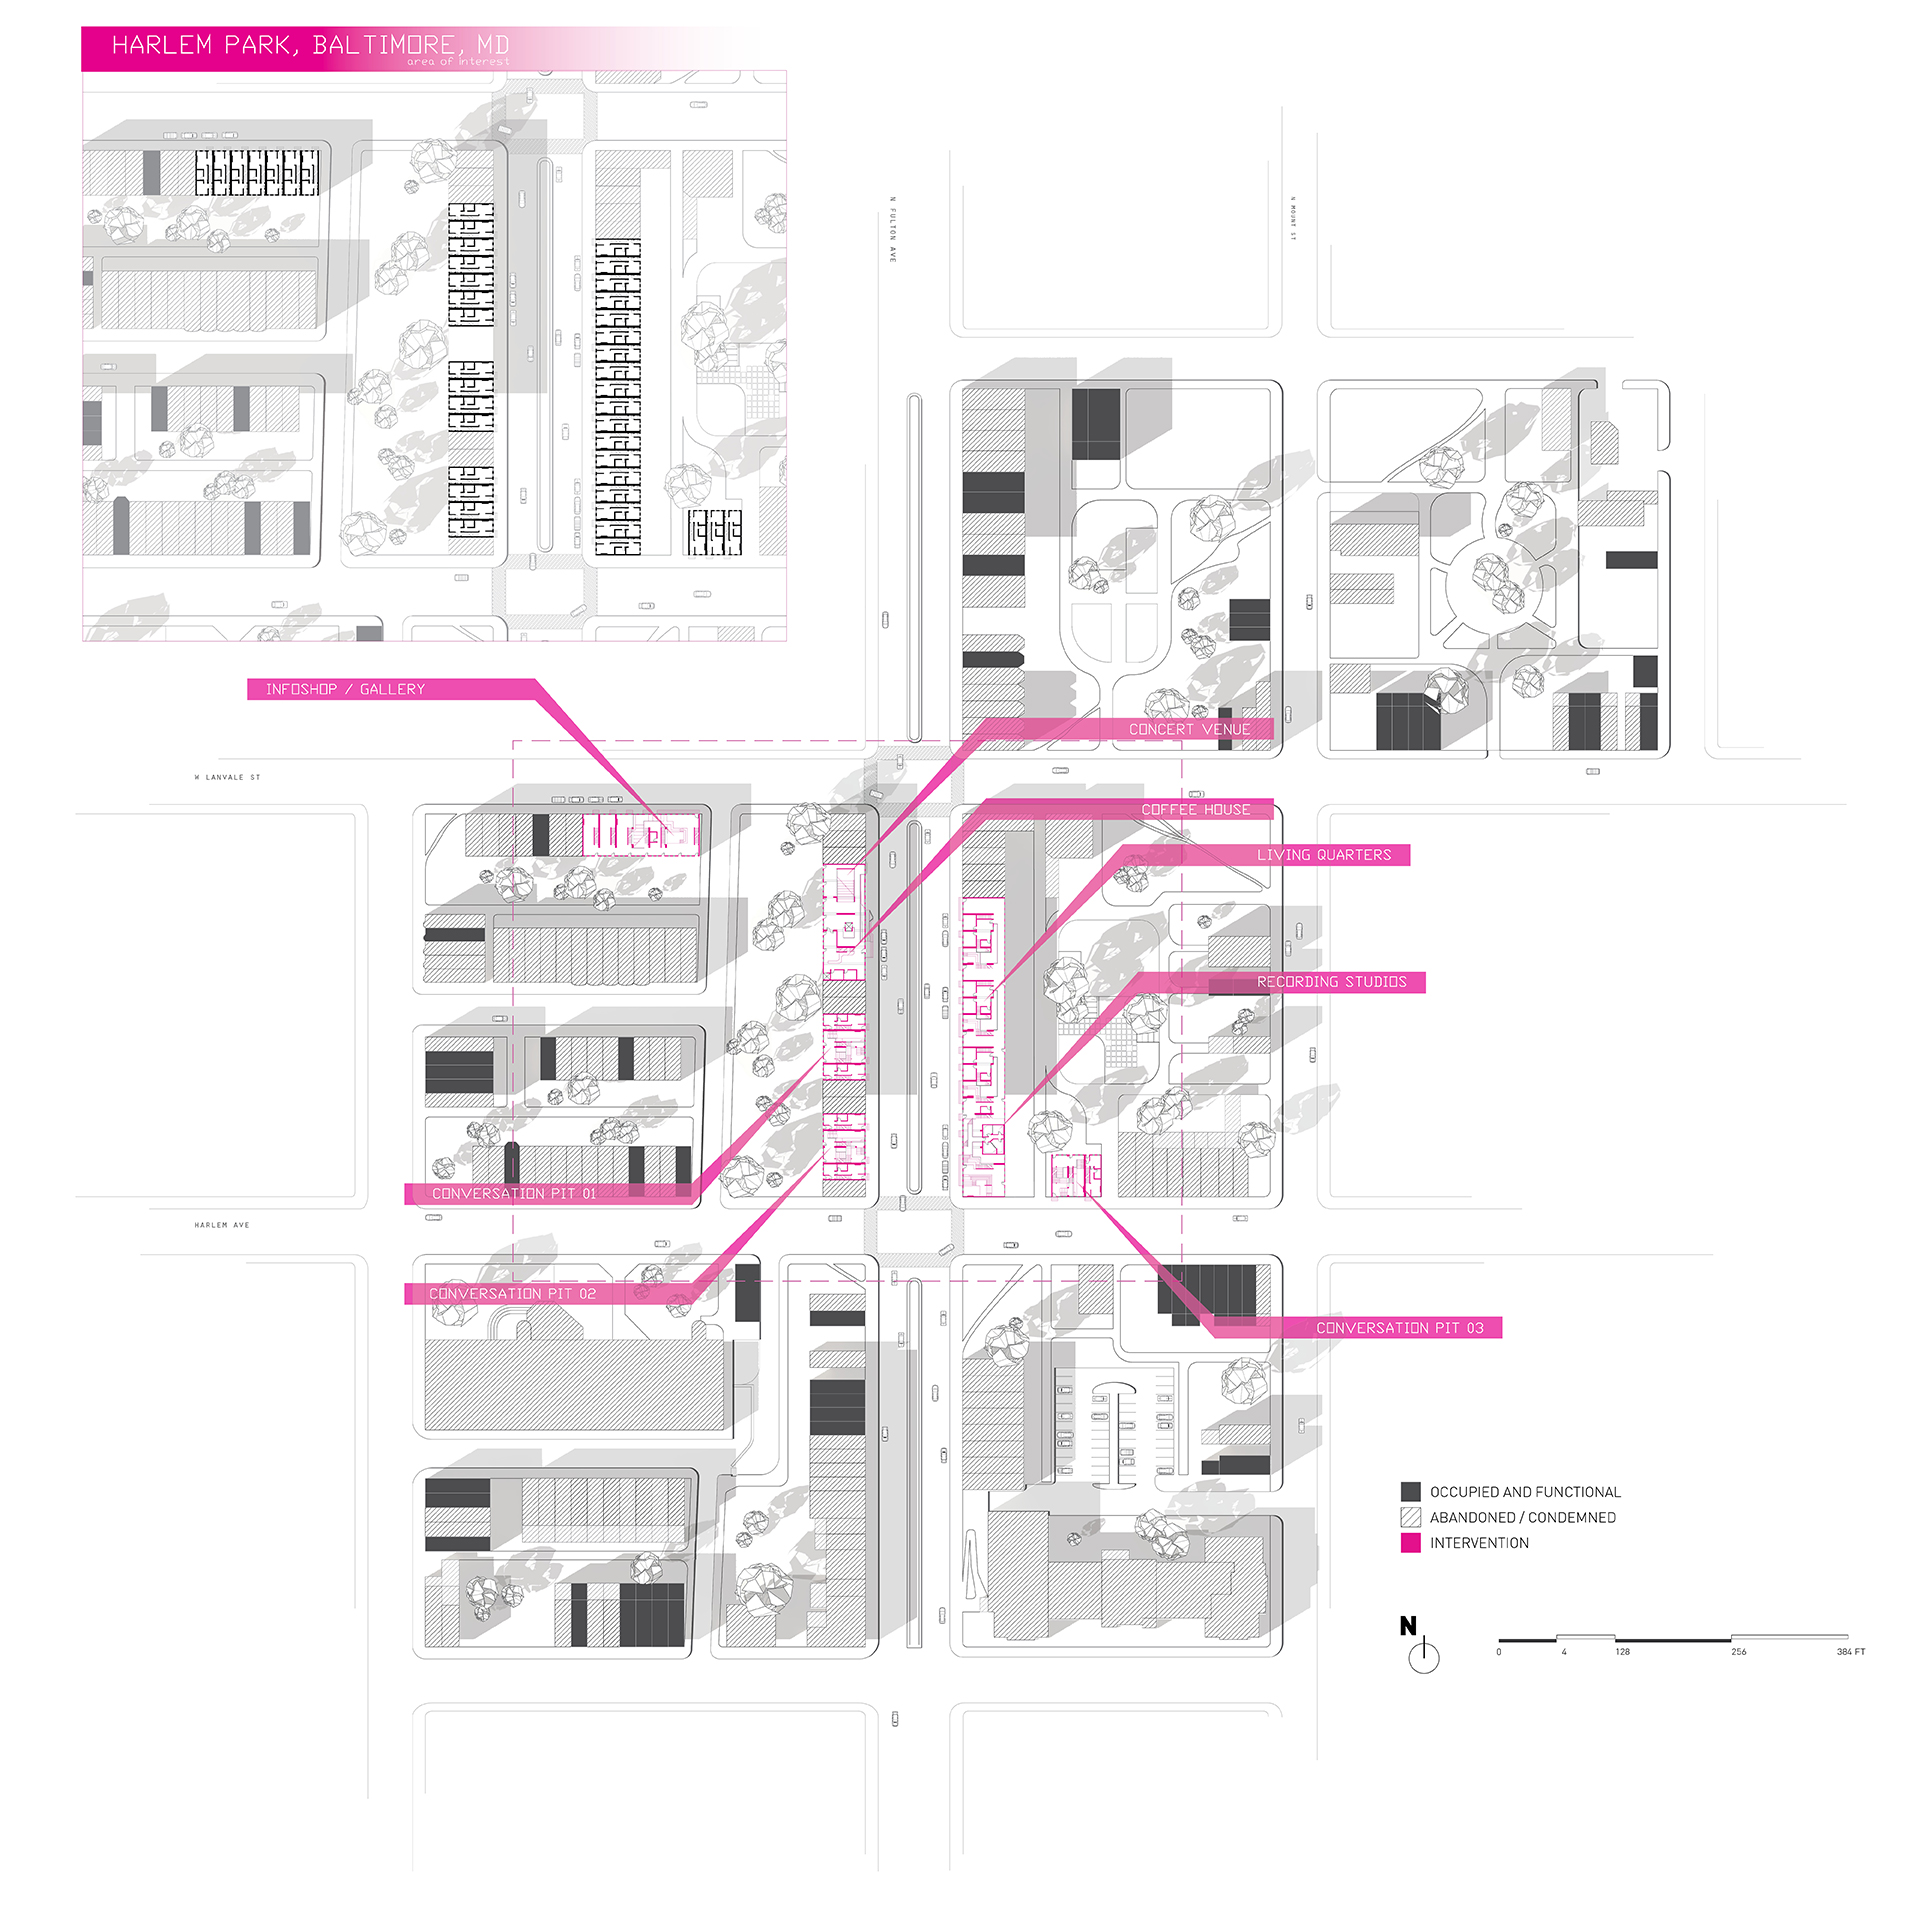 HARLEM PARK, BALTIMORE, MD
area of interest
N FULTON AVE
N MOUNT ST
INFOSHOP / GALLERY
CONCERT VENUE
W LANVALE ST
COFFEE HOUSE
LIVING QUARTERS
RECORDING STUDIOS
CONVERSATION PIT 01
HARLEM AVE
CONVERSATION PIT 02
CONVERSATION PIT 03
OCCUPIED AND FUNCTIONAL
ABANDONED / CONDEMNED
INTERVENTION
N
0 4 128 256 384 FT